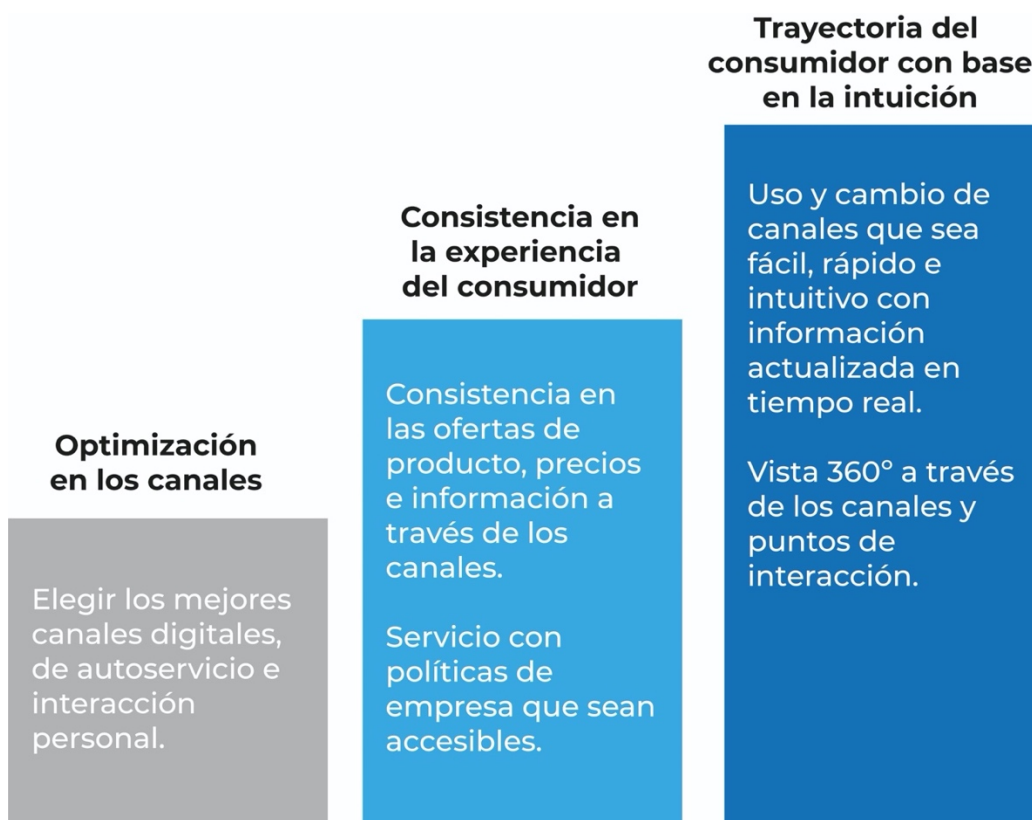 Optimización
en los canales
Elegir los mejores
canales digitales,
de autoservicio e
interacción
personal.
Consistencia en
la experiencia
del consumidor
Consistencia en
las ofertas de
producto, precios
e información a
través de los
canales.
Servicio con
políticas de
empresa que sean
accesibles.
Trayectoria del
consumidor con base
en la intuición
Uso y cambio de
canales que sea
fácil, rápido e
intuitivo con
información
actualizada en
tiempo real.
Vista 360º a través
de los canales y
puntos de
interacción.